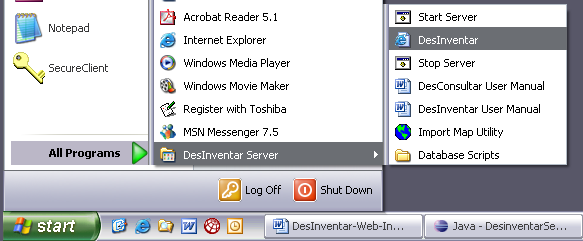 Notepad
SecureClient
All Programs
Acrobat Reader 5.1
Internet Explorer
Windows Media Player
Windows Movie Maker
Register with Toshiba
MSN Messenger 7.5
DesInventar Server
Start Server
DesInventar
Stop Server
DesConsultar User Manual
DesInventar User Manual
Import Map Utility
Database Scripts
Log Off
Shut Down
start
DesInventar-Web-In...
Java - DesinventarSe...